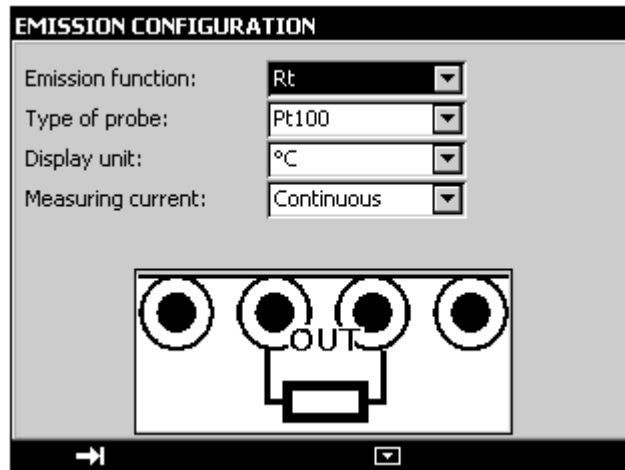 EMISSION CONFIGURATION
Emission function: Rt
Type of probe: Pt100
Display unit: °C
Measuring current: Continuous
OUT